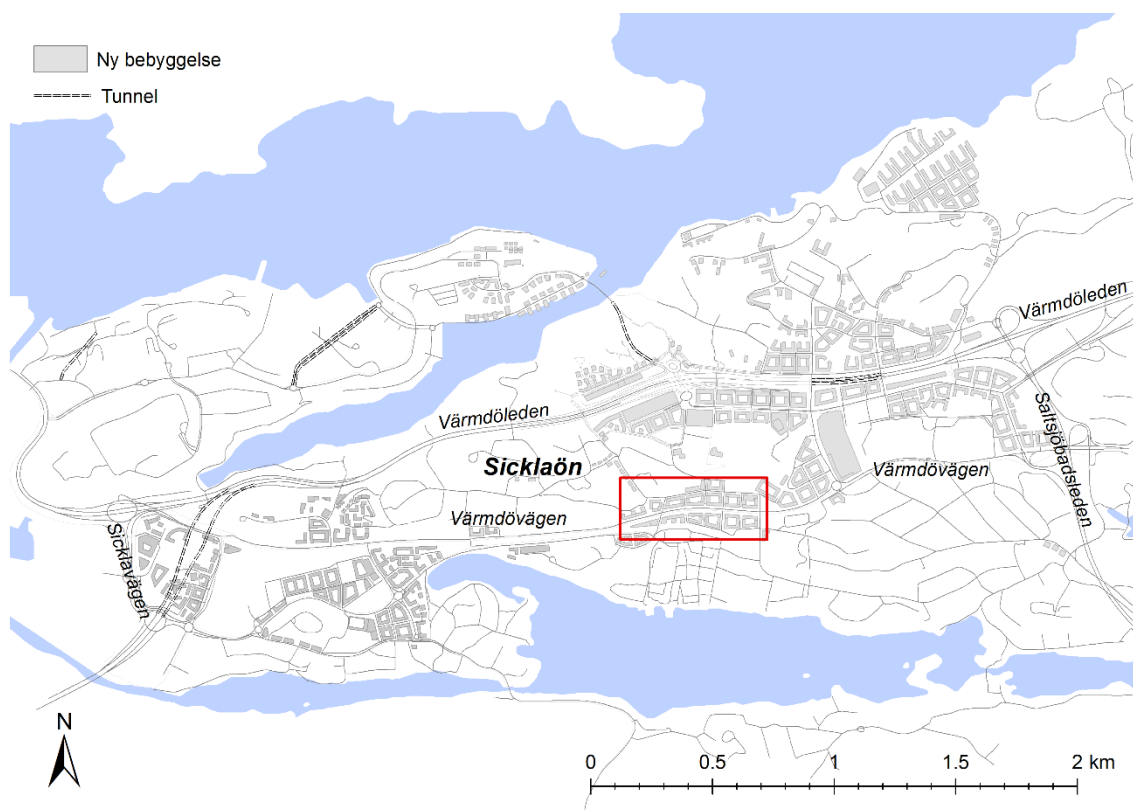 Ny bebyggelse
Tunnel
Värmdöleden
Värmdöleden
Sicklaön
Värmdövägen
Värmdövägen
Saltsjöbadsleden
Sicklavägen
N
0 0.5 1 1.5 2 km